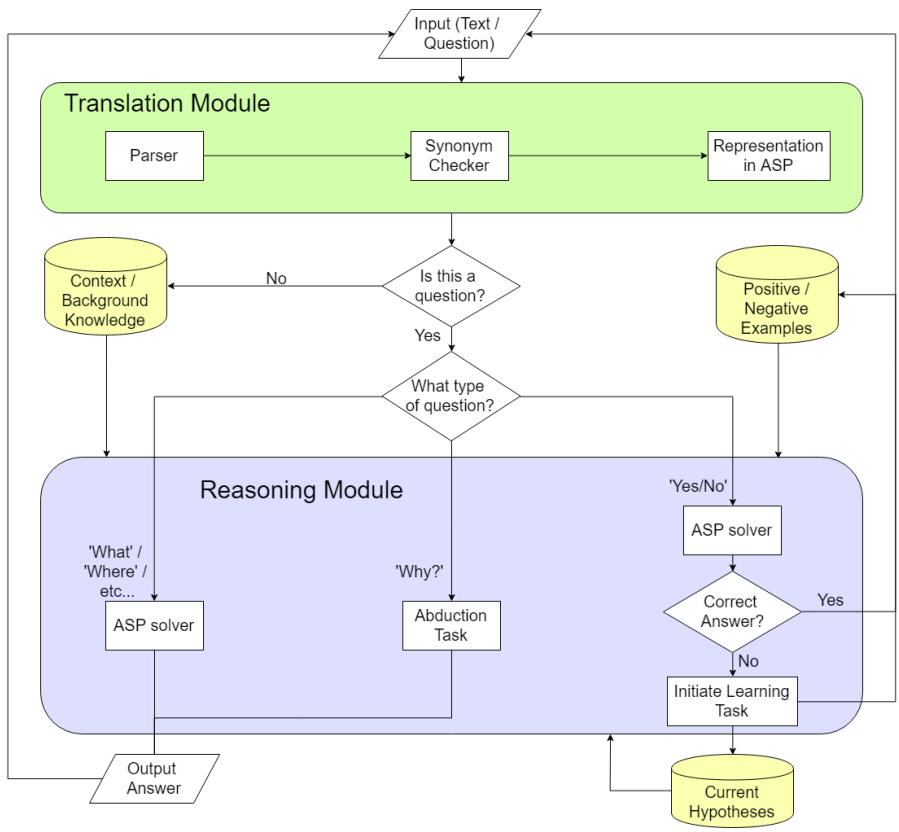 Input (Text /
Question)
Translation Module
Parser
Synonym
Checker
Representation
in ASP
Context /
Background
Knowledge
No
Is this a
question?
Positive /
Negative
Examples
Yes
What type
of question?
Reasoning Module
'What' /
'Where' /
etc...
ASP solver
'Why?'
Abduction
Task
'Yes/No'
ASP solver
Correct
Answer?
Yes
No
Initiate Learning
Task
Output
Answer
Current
Hypotheses